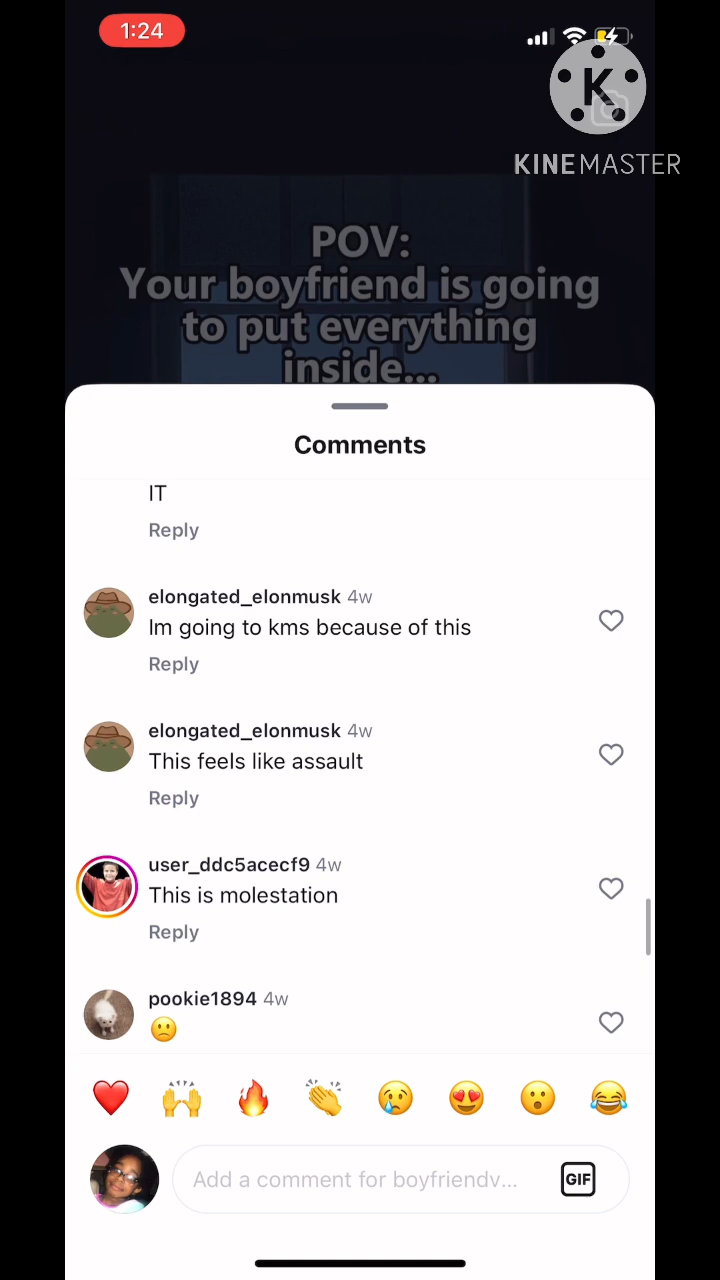 1:24
K
KINEMASTER
POV:
Your boyfriend is going
to put everything
inside...
Comments
IT
Reply
elongated_elonmusk 4w
Im going to kms because of this
Reply
elongated_elonmusk 4w
This feels like assault
Reply
user_ddc5acecf9 4w
This is molestation
Reply
pookie1894 4w
🙁
❤️ 🙌 🔥 👏 😢 😍 😮 😂
Add a comment for boyfriendv...
GIF